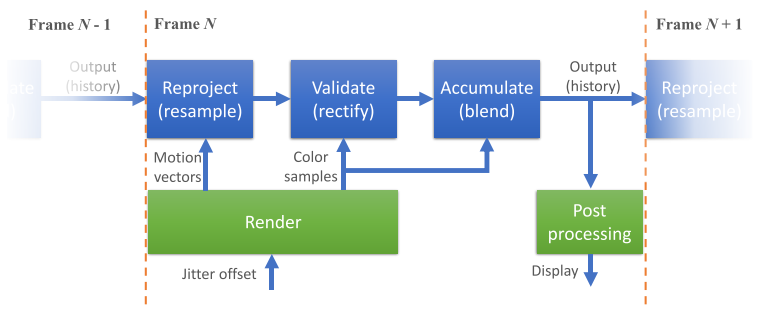 Frame N - 1
Frame N
Frame N + 1
Output
(history)
Reproject
(resample)
Validate
(rectify)
Accumulate
(blend)
Output
(history)
Reproject
(resample)
Motion
vectors
Color
samples
Render
Post
processing
Jitter offset
Display